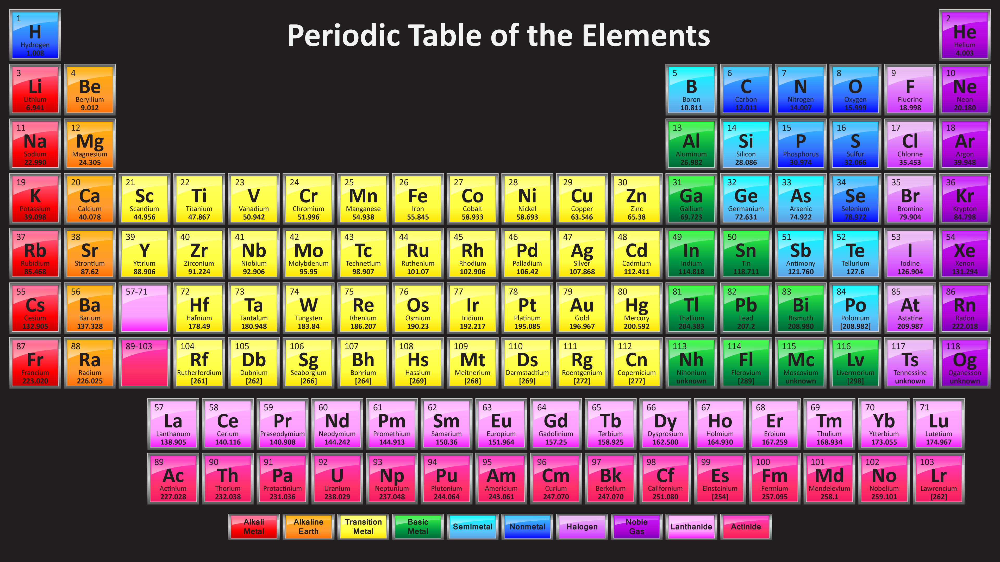 Periodic Table of the Elements
1
H
Hydrogen
1.008
2
He
Helium
4.003
3
Li
Lithium
6.941
4
Be
Beryllium
9.012
5
B
Boron
10.811
6
C
Carbon
12.011
7
N
Nitrogen
14.007
8
O
Oxygen
15.999
9
F
Fluorine
18.998
10
Ne
Neon
20.180
11
Na
Sodium
22.990
12
Mg
Magnesium
24.305
13
Al
Aluminum
26.982
14
Si
Silicon
28.086
15
P
Phosphorus
30.974
16
S
Sulfur
32.066
17
Cl
Chlorine
35.453
18
Ar
Argon
39.948
19
K
Potassium
39.098
20
Ca
Calcium
40.078
21
Sc
Scandium
44.956
22
Ti
Titanium
47.867
23
V
Vanadium
50.942
24
Cr
Chromium
51.996
25
Mn
Manganese
54.938
26
Fe
Iron
55.845
27
Co
Cobalt
58.933
28
Ni
Nickel
58.693
29
Cu
Copper
63.546
30
Zn
Zinc
65.38
31
Ga
Gallium
69.723
32
Ge
Germanium
72.631
33
As
Arsenic
74.922
34
Se
Selenium
78.972
35
Br
Bromine
79.904
36
Kr
Krypton
84.798
37
Rb
Rubidium
85.468
38
Sr
Strontium
87.62
39
Y
Yttrium
88.906
40
Zr
Zirconium
91.224
41
Nb
Niobium
92.906
42
Mo
Molybdenum
95.95
43
Tc
Technetium
98.907
44
Ru
Ruthenium
101.07
45
Rh
Rhodium
102.906
46
Pd
Palladium
106.42
47
Ag
Silver
107.868
48
Cd
Cadmium
112.411
49
In
Indium
114.818
50
Sn
Tin
118.711
51
Sb
Antimony
121.760
52
Te
Tellurium
127.6
53
I
Iodine
126.904
54
Xe
Xenon
131.294
55
Cs
Cesium
132.905
56
Ba
Barium
137.328
57-71
72
Hf
Hafnium
178.49
73
Ta
Tantalum
180.948
74
W
Tungsten
183.84
75
Re
Rhenium
186.207
76
Os
Osmium
190.23
77
Ir
Iridium
192.217
78
Pt
Platinum
195.085
79
Au
Gold
196.967
80
Hg
Mercury
200.592
81
Tl
Thallium
204.383
82
Pb
Lead
207.2
83
Bi
Bismuth
208.980
84
Po
Polonium
[208.982]
85
At
Astatine
209.987
86
Rn
Radon
222.018
87
Fr
Francium
223.020
88
Ra
Radium
226.025
89-103
104
Rf
Rutherfordium
[261]
105
Db
Dubnium
[262]
106
Sg
Seaborgium
[266]
107
Bh
Bohrium
[264]
108
Hs
Hassium
[269]
109
Mt
Meitnerium
[268]
110
Ds
Darmstadtium
[269]
111
Rg
Roentgenium
[272]
112
Cn
Copernicium
[277]
113
Nh
Nihonium
unknown
114
Fl
Flerovium
[289]
115
Mc
Moscovium
unknown
116
Lv
Livermorium
[298]
117
Ts
Tennessine
unknown
118
Og
Oganesson
unknown
57
La
Lanthanum
138.905
58
Ce
Cerium
140.116
59
Pr
Praseodymium
140.908
60
Nd
Neodymium
144.242
61
Pm
Promethium
144.913
62
Sm
Samarium
150.36
63
Eu
Europium
151.964
64
Gd
Gadolinium
157.25
65
Tb
Terbium
158.925
66
Dy
Dysprosium
162.500
67
Ho
Holmium
164.930
68
Er
Erbium
167.259
69
Tm
Thulium
168.934
70
Yb
Ytterbium
173.055
71
Lu
Lutetium
174.967
89
Ac
Actinium
227.028
90
Th
Thorium
232.038
91
Pa
Protactinium
231.036
92
U
Uranium
238.029
93
Np
Neptunium
237.048
94
Pu
Plutonium
244.064
95
Am
Americium
243.061
96
Cm
Curium
247.070
97
Bk
Berkelium
247.070
98
Cf
Californium
251.080
99
Es
Einsteinium
[254]
100
Fm
Fermium
257.095
101
Md
Mendelevium
258.1
102
No
Nobelium
259.101
103
Lr
Lawrencium
[262]
Alkali
Metal
Alkaline
Earth
Transition
Metal
Basic
Metal
Semimetal
Nonmetal
Halogen
Noble
Gas
Lanthanide
Actinide